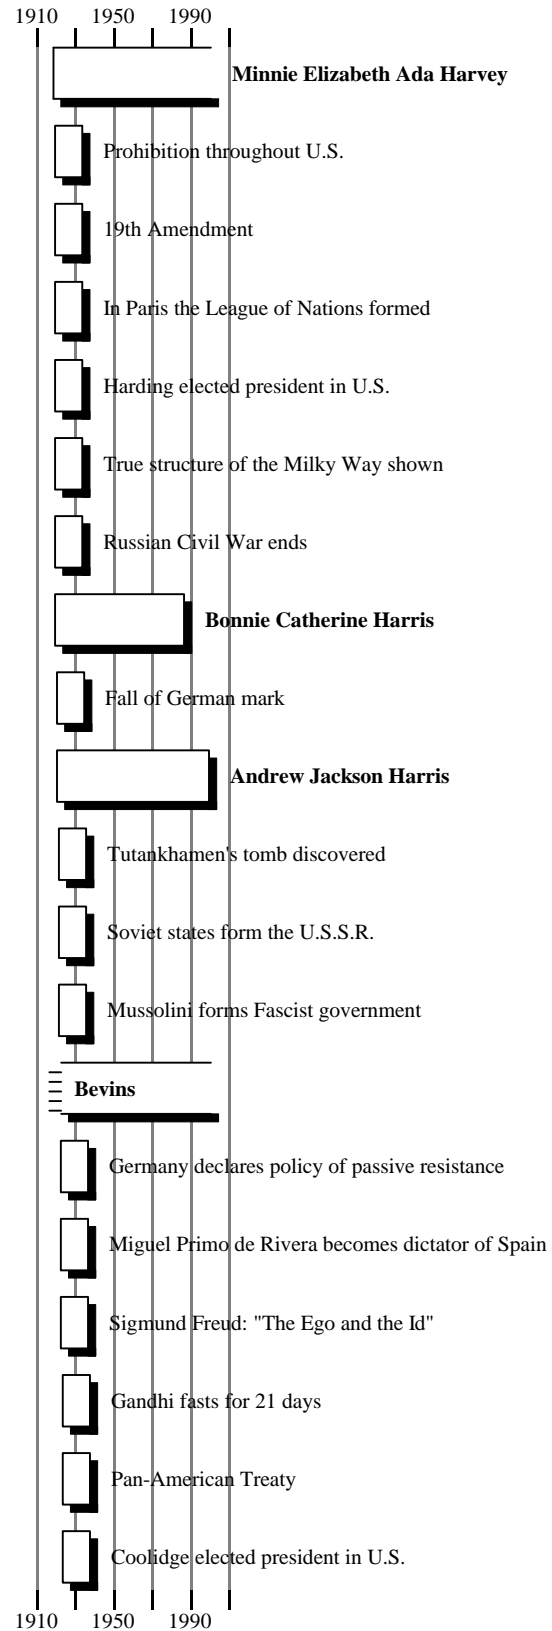 1910 1950 1990
Minnie Elizabeth Ada Harvey
Prohibition throughout U.S.
19th Amendment
In Paris the League of Nations formed
Harding elected president in U.S.
True structure of the Milky Way shown
Russian Civil War ends
Bonnie Catherine Harris
Fall of German mark
Andrew Jackson Harris
Tutankhamen's tomb discovered
Soviet states form the U.S.S.R.
Mussolini forms Fascist government
Bevins
Germany declares policy of passive resistance
Miguel Primo de Rivera becomes dictator of Spain
Sigmund Freud: "The Ego and the Id"
Gandhi fasts for 21 days
Pan-American Treaty
Coolidge elected president in U.S.
1910 1950 1990